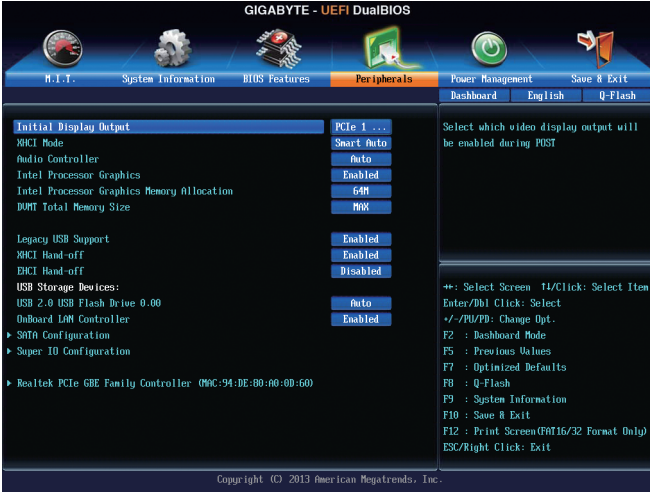 GIGABYTE - UEFI DualBIOS
M.I.T. System Information BIOS Features Peripherals Power Management Save & Exit
Dashboard English Q-Flash
Initial Display Output PCIe 1 ...
XHCI Mode Smart Auto
Audio Controller Auto
Intel Processor Graphics Enabled
Intel Processor Graphics Memory Allocation 64M
DVMT Total Memory Size MAX
Legacy USB Support Enabled
XHCI Hand-off Enabled
EHCI Hand-off Disabled
USB Storage Devices:
USB 2.0 USB Flash Drive 0.00 Auto
OnBoard LAN Controller Enabled
SATA Configuration
Super IO Configuration
Realtek PCIe GBE Family Controller (MAC:94:DE:80:A0:0D:60)
Select which video display output will
be enabled during POST
↔: Select Screen ↑↓/Click: Select Item
Enter/Dbl Click: Select
+/-/PU/PD: Change Opt.
F2 : Dashboard Mode
F5 : Previous Values
F7 : Optimized Defaults
F8 : Q-Flash
F9 : System Information
F10 : Save & Exit
F12 : Print Screen(FAT16/32 Format Only)
ESC/Right Click: Exit
Copyright (C) 2013 American Megatrends, Inc.